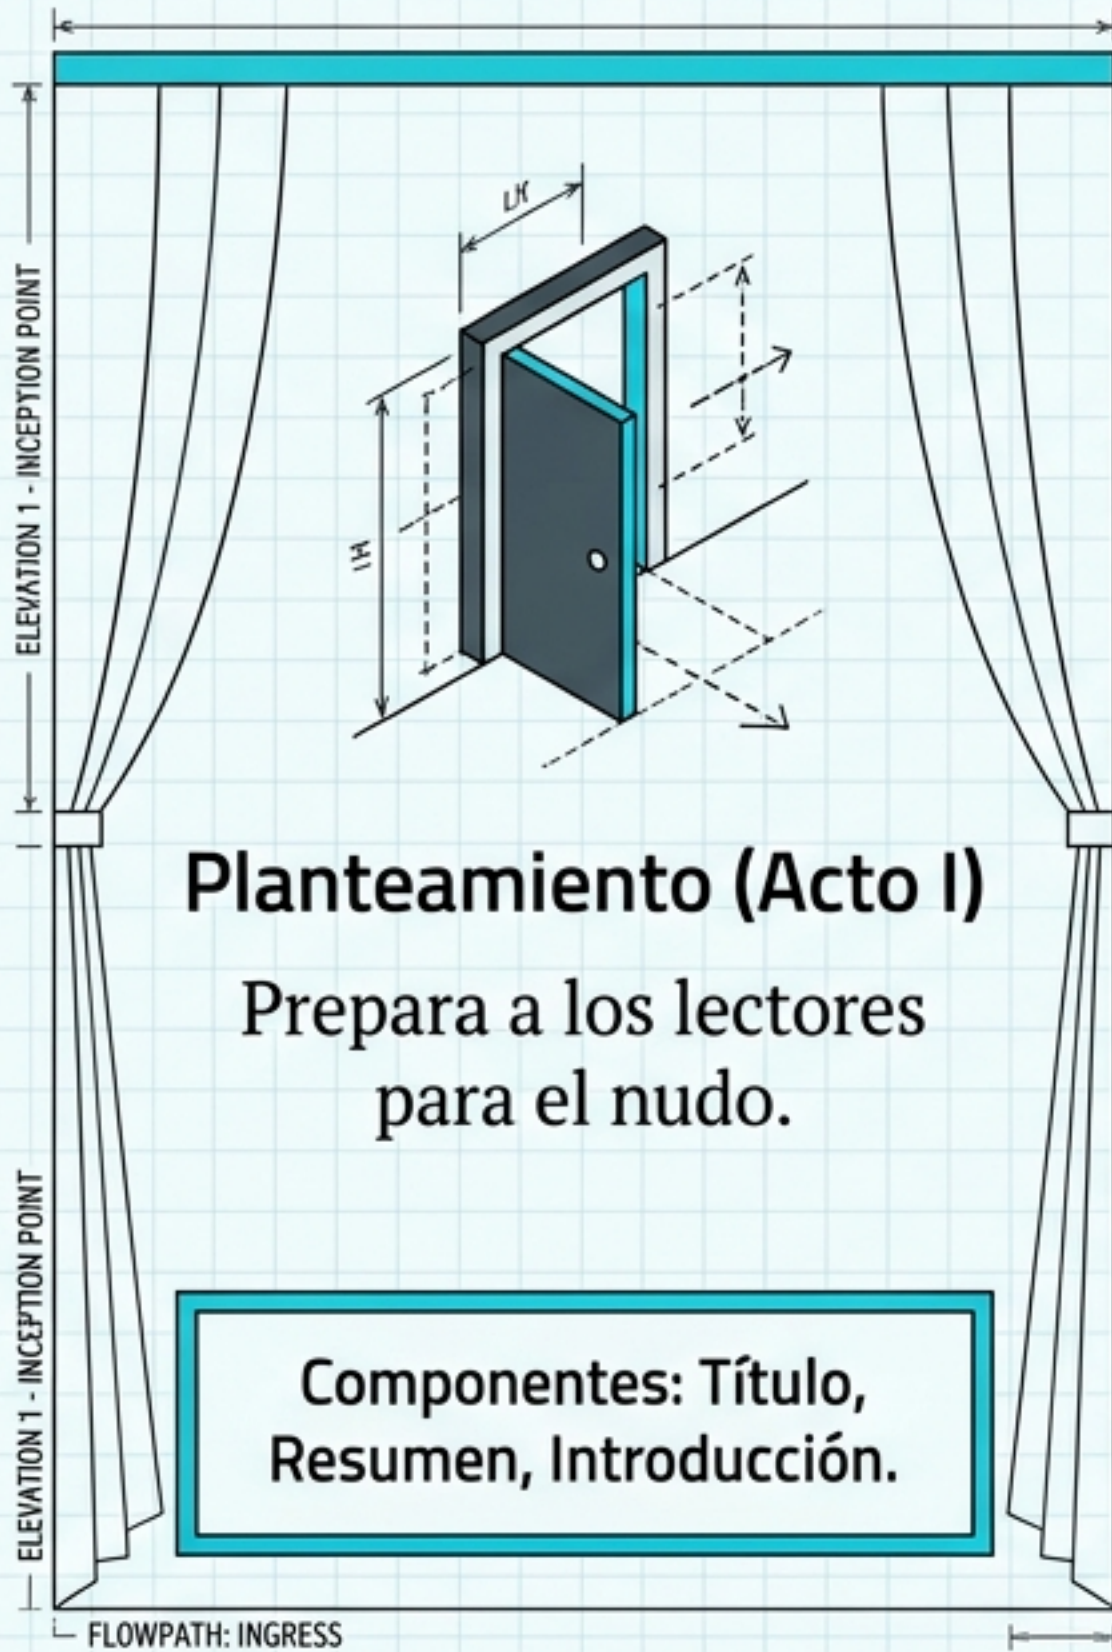 ELEVATION 1 - INCEPTION POINT
Planteamiento (Acto I)
Prepara a los lectores
para el nudo.
ELEVATION 1 - INCEPTION POINT
Componentes: Título,
Resumen, Introducción.
FLOWPATH: INGRESS